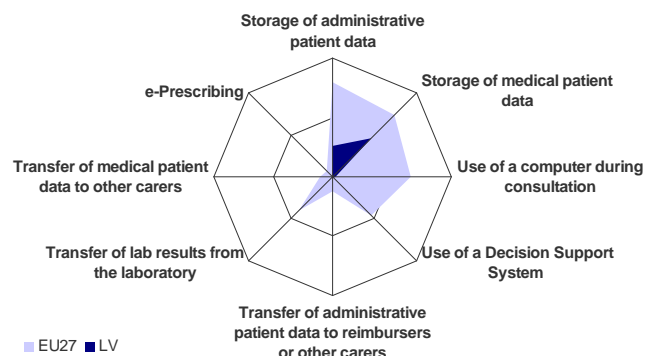 Storage of administrative
patient data
Storage of medical patient
data
Use of a computer during
consultation
Use of a Decision Support
System
Transfer of administrative
patient data to reimbursers
or other carers
Transfer of lab results from
the laboratory
Transfer of medical patient
data to other carers
e-Prescribing
EU27 LV